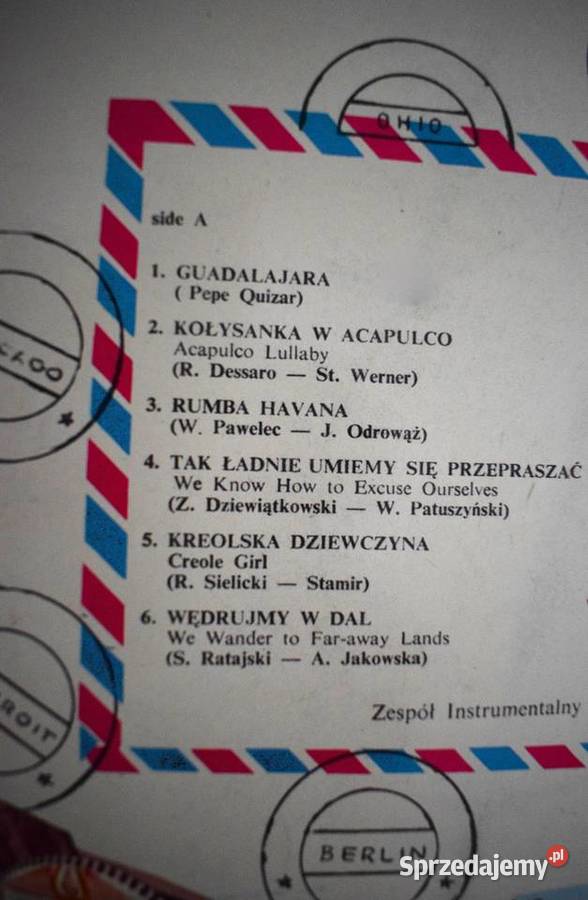 OHIO
side A
1. GUADALAJARA
( Pepe Quizar)
2. KOŁYSANKA W ACAPULCO
Acapulco Lullaby
(R. Dessaro — St. Werner)
3. RUMBA HAVANA
(W. Pawelec — J. Odrowąż)
4. TAK ŁADNIE UMIEMY SIĘ PRZEPRASZAĆ
We Know How to Excuse Ourselves
(Z. Dziewiątkowski — W. Patuszyński)
5. KREOLSKA DZIEWCZYNA
Creole Girl
(R. Sielicki — Stamir)
6. WĘDRUJMY W DAL
We Wander to Far-away Lands
(S. Ratajski — A. Jakowska)
Zespół Instrumentalny
ROIT
BERLIN
Sprzedajemy.pl